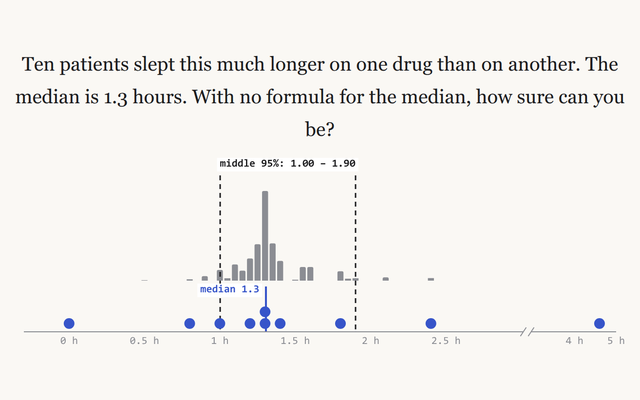 Ten patients slept this much longer on one drug than on another. The
median is 1.3 hours. With no formula for the median, how sure can you
be?
middle 95%: 1.00 – 1.90
median 1.3
0 h 0.5 h 1 h 1.5 h 2 h 2.5 h 4 h 5 h